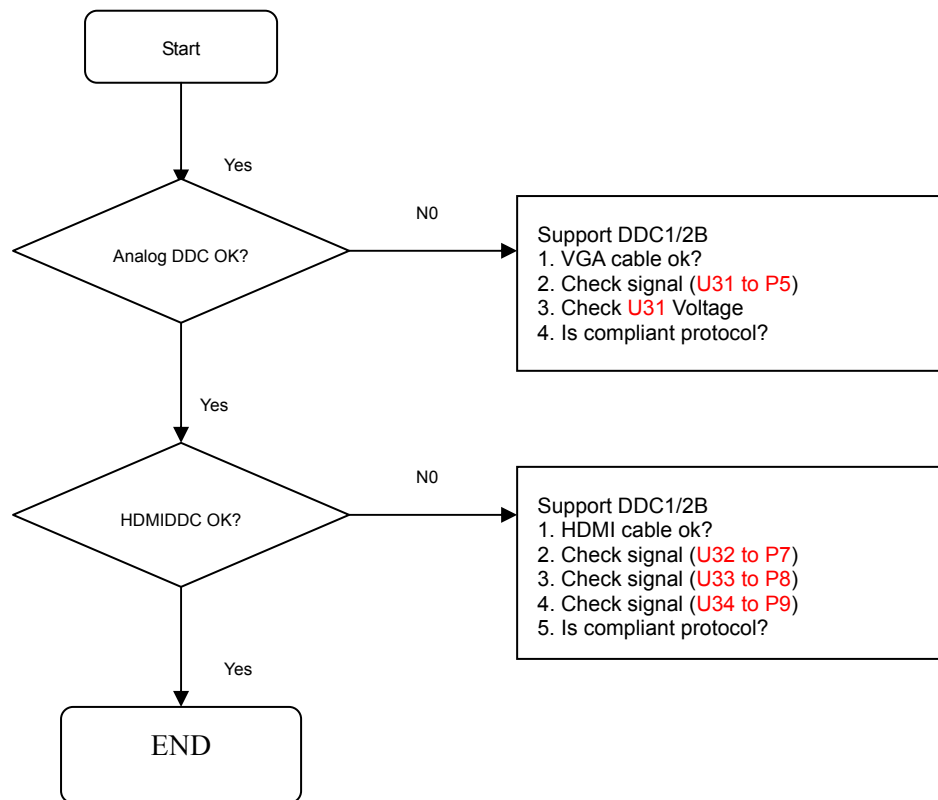 Start
Yes
Analog DDC OK?
N0
Support DDC1/2B
1. VGA cable ok?
2. Check signal (U31 to P5)
3. Check U31 Voltage
4. Is compliant protocol?
Yes
HDMIDDC OK?
N0
Support DDC1/2B
1. HDMI cable ok?
2. Check signal (U32 to P7)
3. Check signal (U33 to P8)
4. Check signal (U34 to P9)
5. Is compliant protocol?
Yes
END